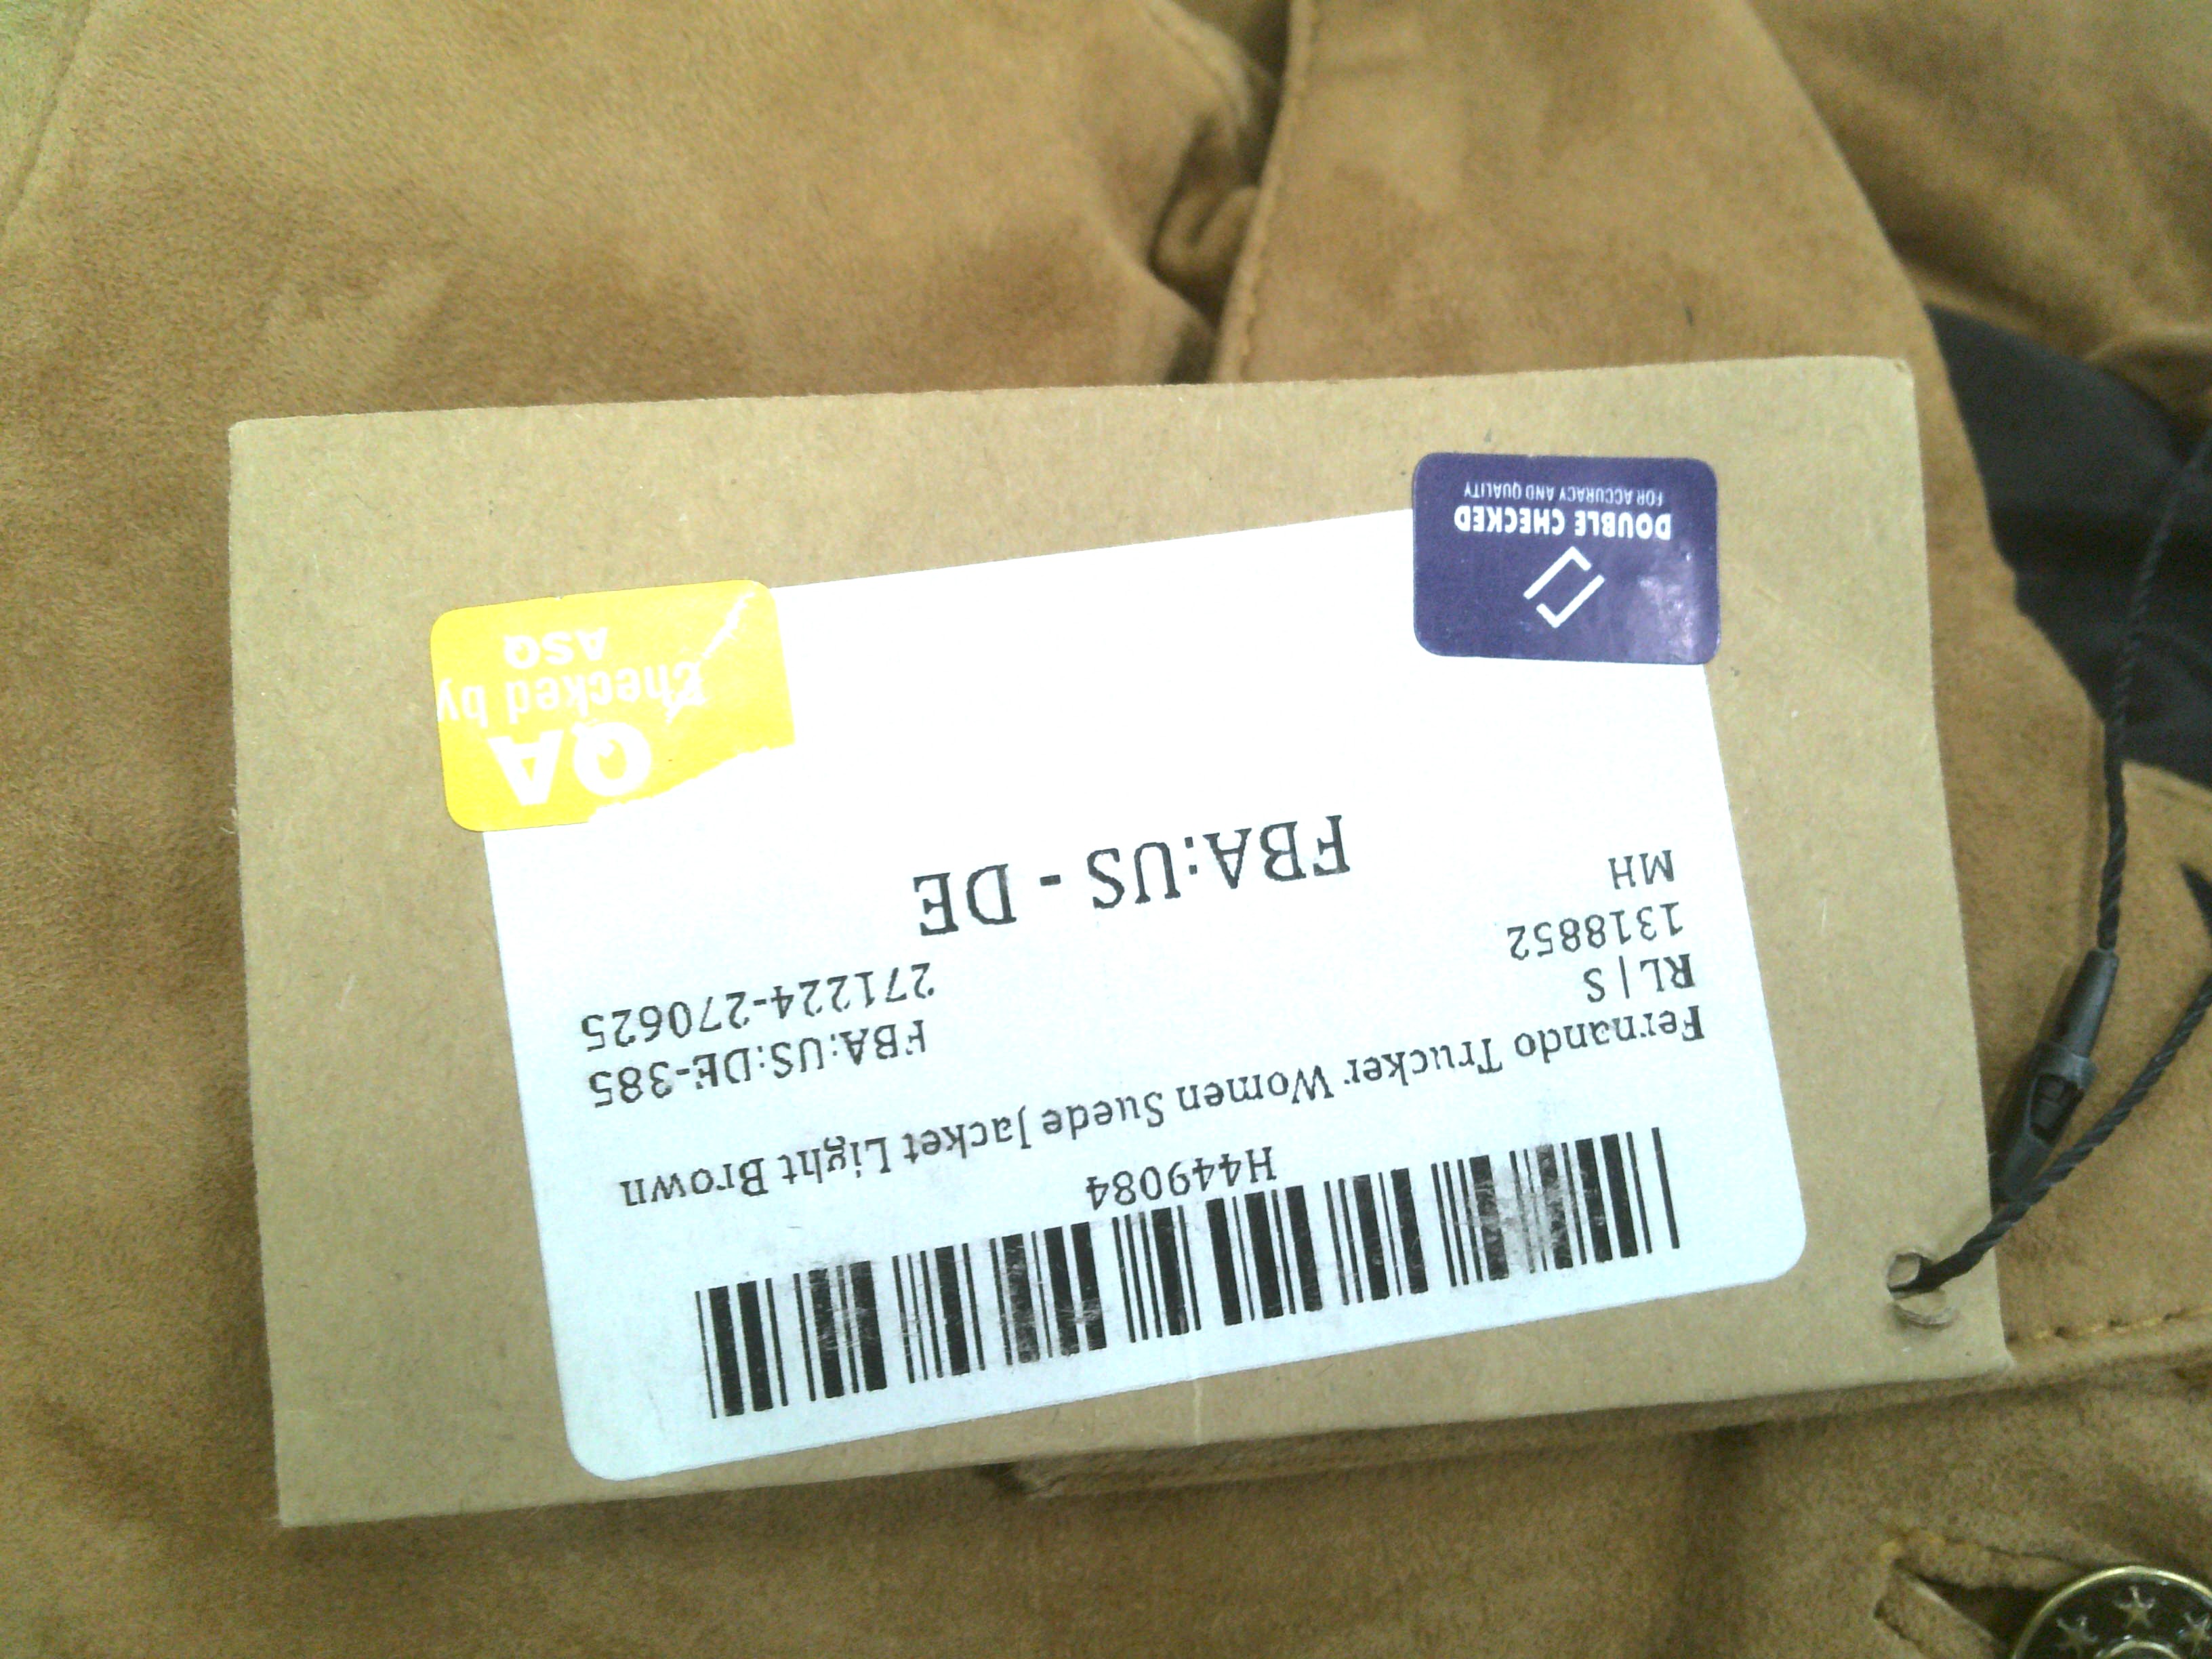 H449084
Fernando Trucker Women Suede Jacket Light Brown
RL|S
1318852
MH
FBA:US:DE-385
271224-270625
FBA:US - DE
DOUBLE CHECKED
FOR ACCURACY AND QUALITY
QA
Checked by
ASQ